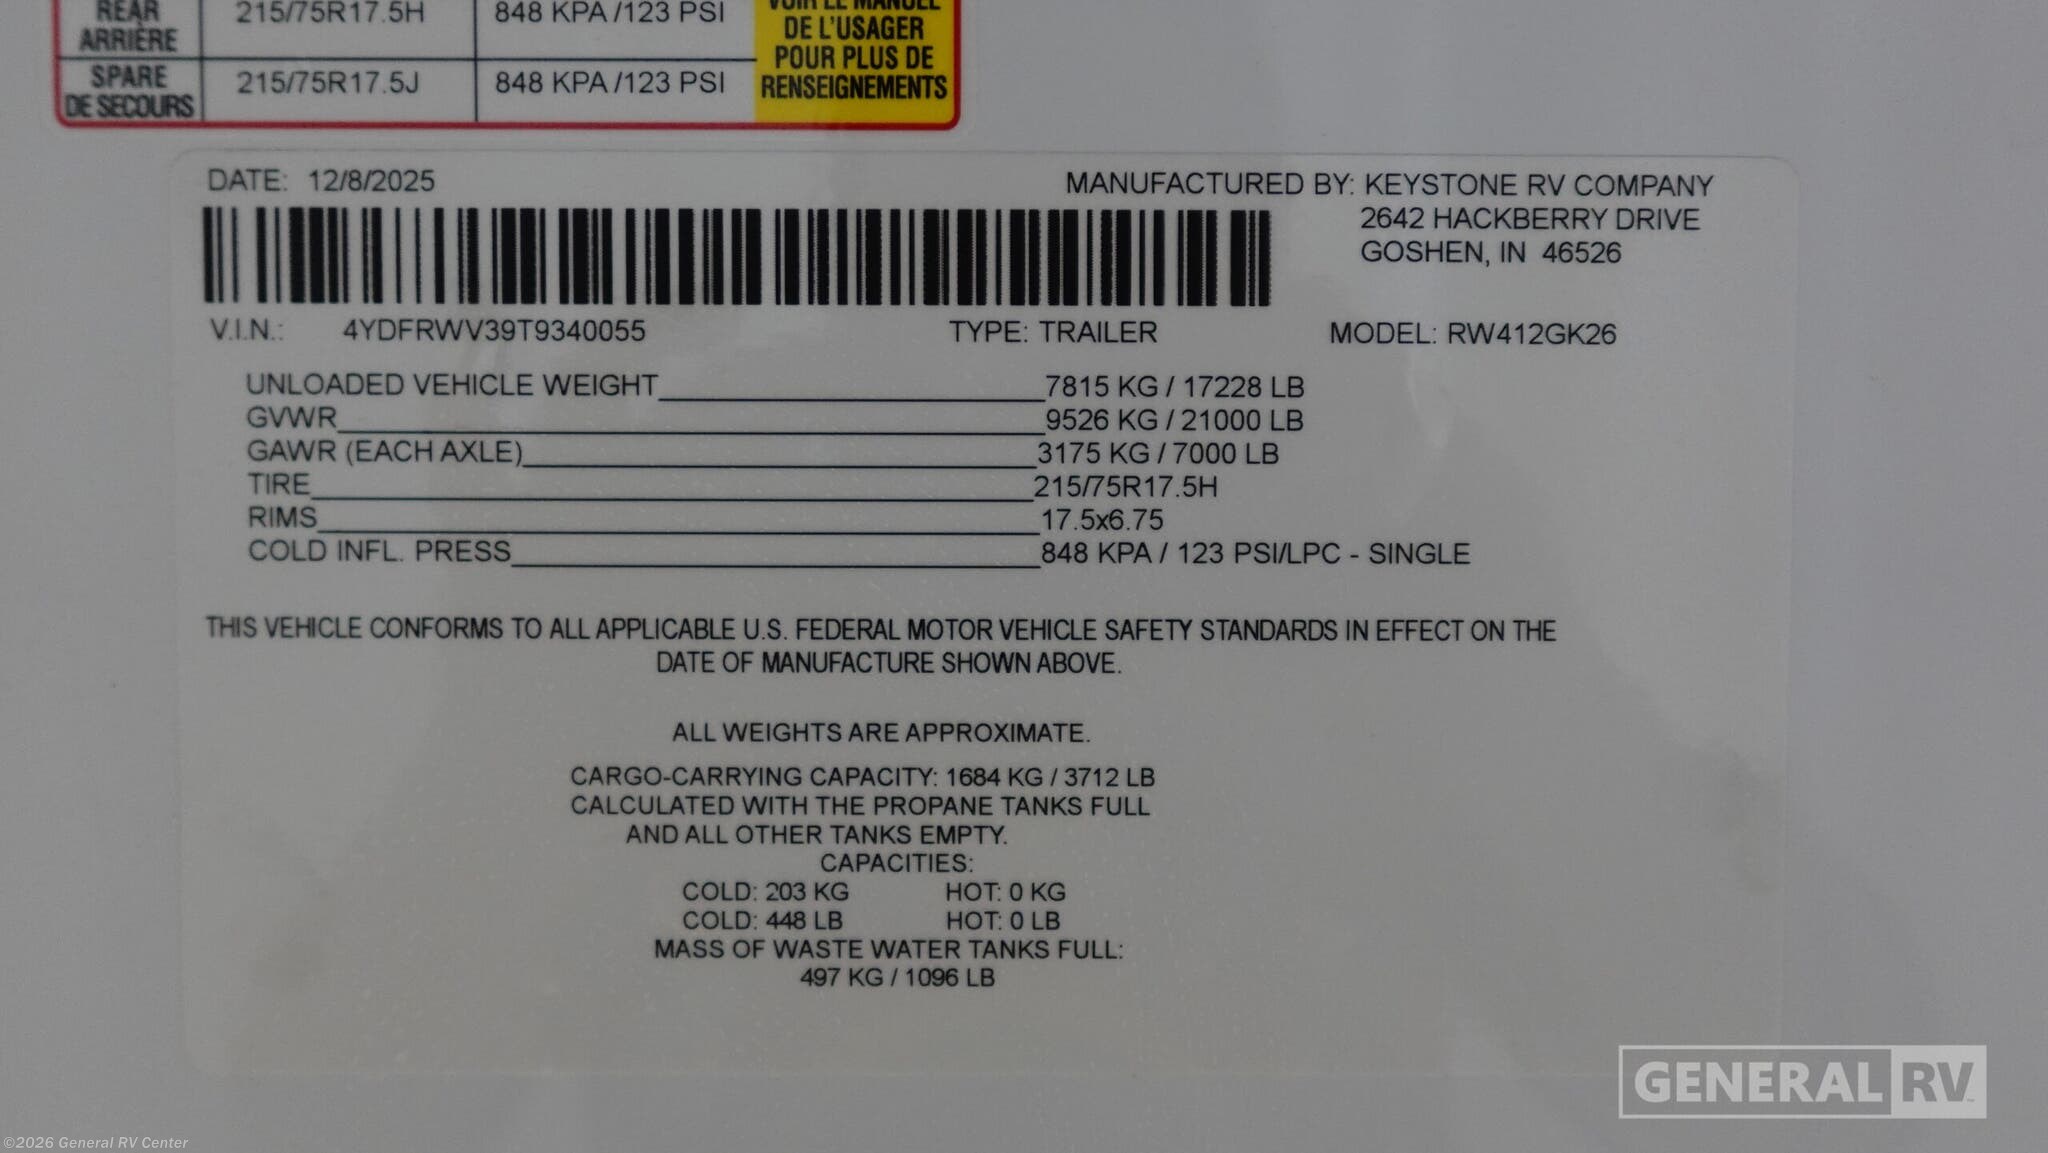 REAR 215/75R17.5H 848 KPA /123 PSI VOIR LE MANUEL
ARRIÈRE DE L'USAGER
POUR PLUS DE
SPARE 215/75R17.5J 848 KPA /123 PSI RENSEIGNEMENTS
DE SECOURS
DATE: 12/8/2025 MANUFACTURED BY: KEYSTONE RV COMPANY
2642 HACKBERRY DRIVE
GOSHEN, IN 46526
V.I.N.: 4YDFRWV39T9340055 TYPE: TRAILER MODEL: RW412GK26
UNLOADED VEHICLE WEIGHT 7815 KG / 17228 LB
GVWR 9526 KG / 21000 LB
GAWR (EACH AXLE) 3175 KG / 7000 LB
TIRE 215/75R17.5H
RIMS 17.5x6.75
COLD INFL. PRESS 848 KPA / 123 PSI/LPC - SINGLE
THIS VEHICLE CONFORMS TO ALL APPLICABLE U.S. FEDERAL MOTOR VEHICLE SAFETY STANDARDS IN EFFECT ON THE
DATE OF MANUFACTURE SHOWN ABOVE.
ALL WEIGHTS ARE APPROXIMATE.
CARGO-CARRYING CAPACITY: 1684 KG / 3712 LB
CALCULATED WITH THE PROPANE TANKS FULL
AND ALL OTHER TANKS EMPTY.
CAPACITIES:
COLD: 203 KG HOT: 0 KG
COLD: 448 LB HOT: 0 LB
MASS OF WASTE WATER TANKS FULL:
497 KG / 1096 LB
GENERAL RV
©2026 General RV Center